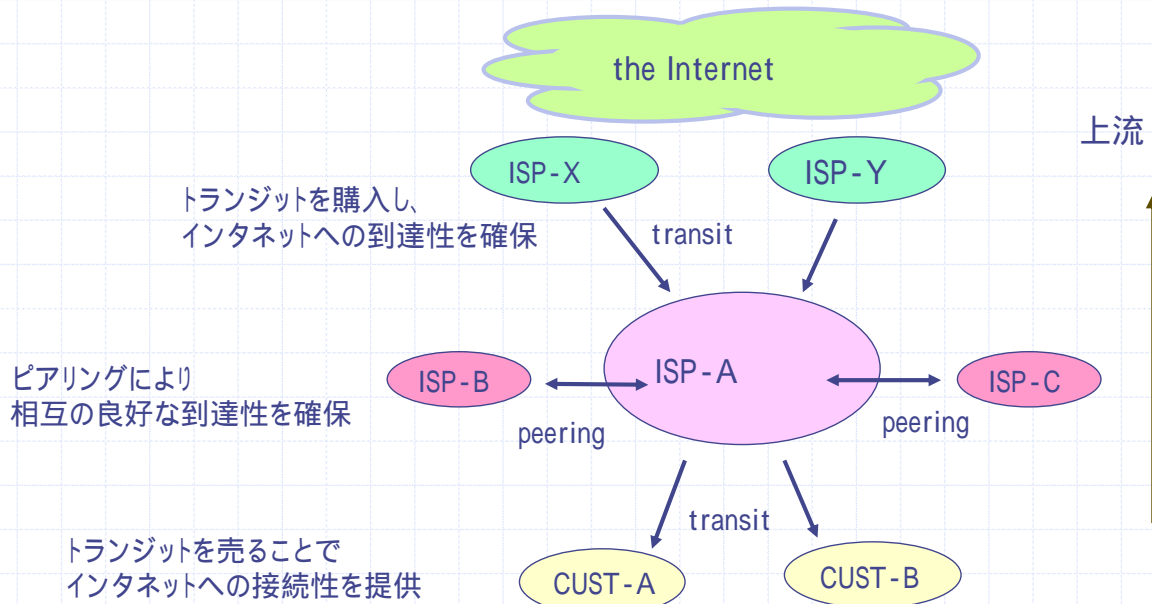 the Internet
上流
ISP-X
ISP-Y
トランジットを購入し、
インタネットへの到達性を確保
transit
ISP-A
ピアリングにより
相互の良好な到達性を確保
ISP-B
ISP-C
peering
peering
transit
トランジットを売ることで
インタネットへの接続性を提供
CUST-A
CUST-B